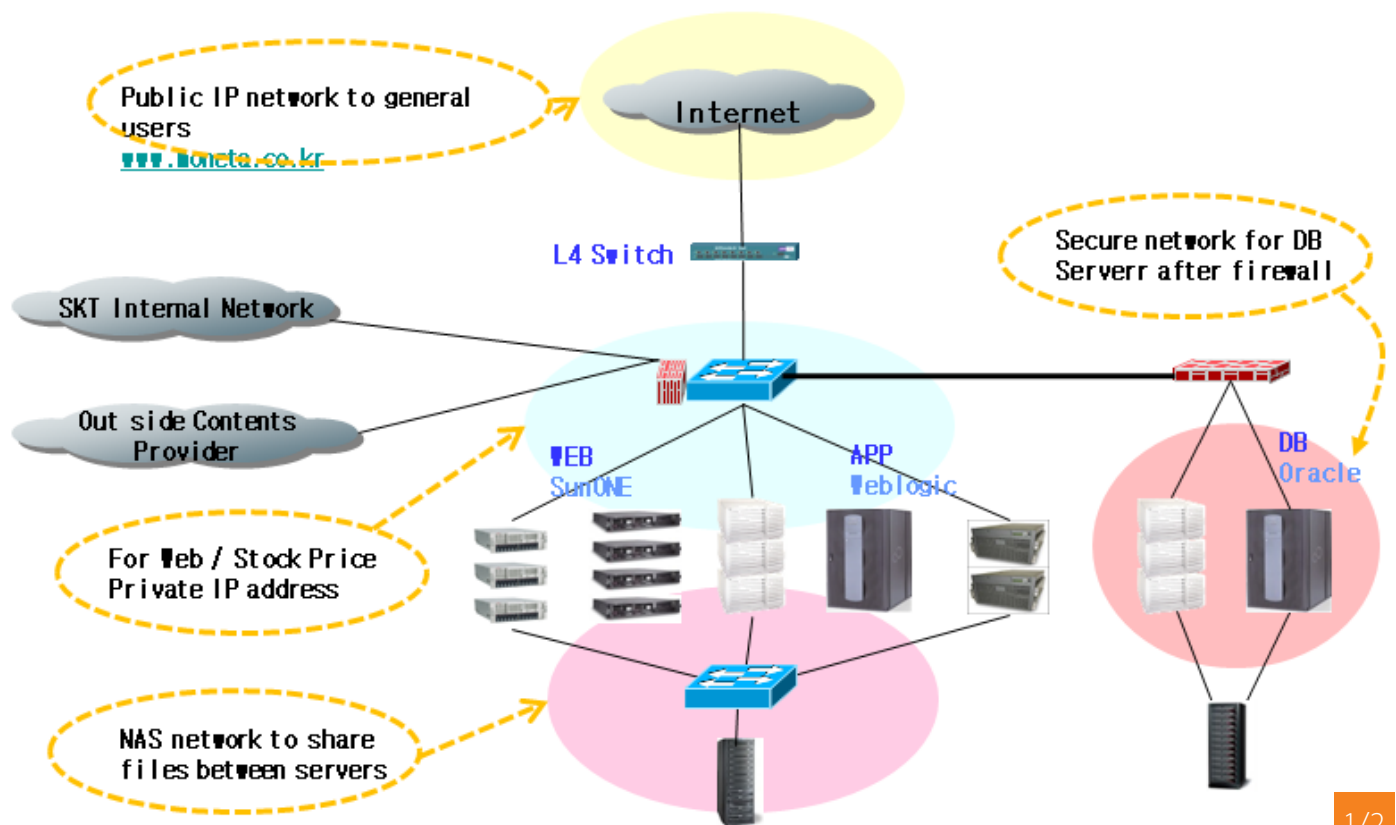 Public IP network to general
users
www.moneta.co.kr
Internet
L4 Switch
Secure network for DB
Serverr after firewall
SKT Internal Network
Out side Contents
Provider
WEB
SunONE
APP
Weblogic
DB
Oracle
For Web / Stock Price
Private IP address
NAS network to share
files between servers
1/2